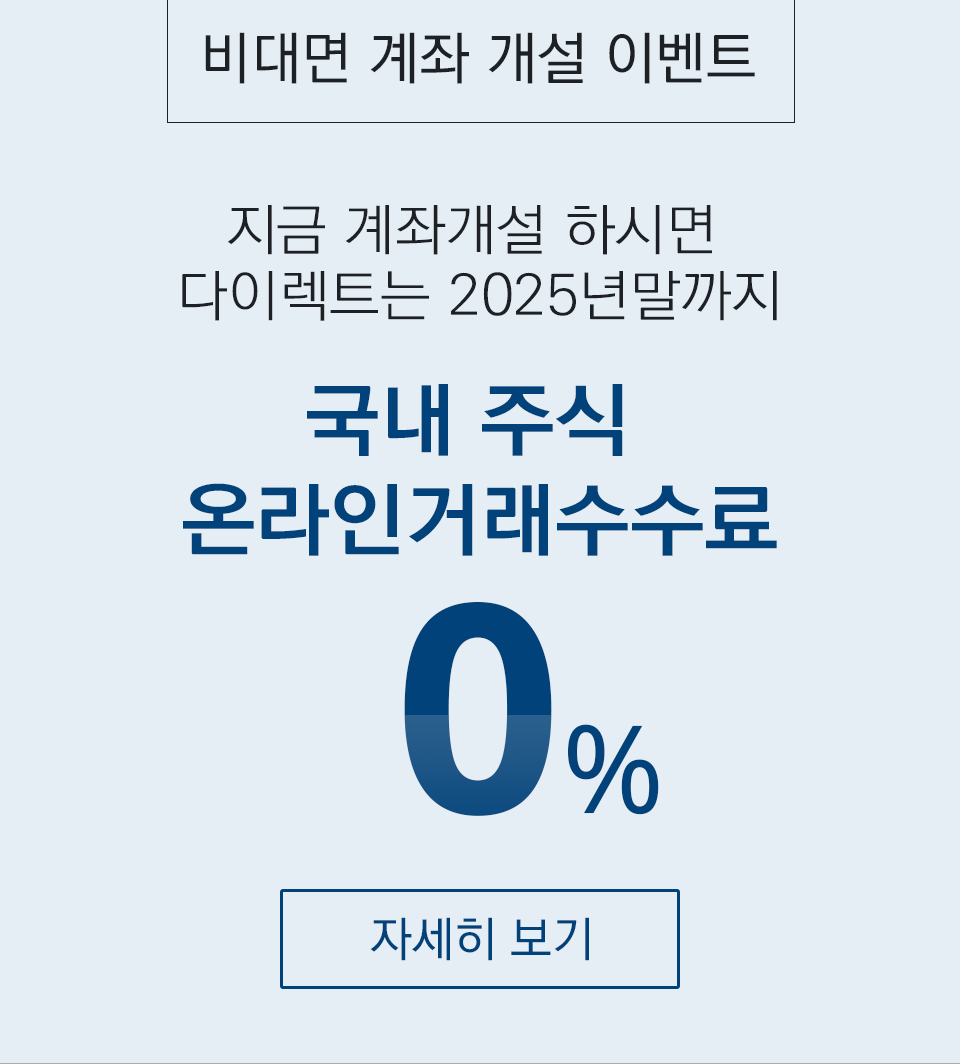 비대면 계좌 개설 이벤트
지금 계좌개설 하시면
다이렉트는 2025년말까지
국내 주식
온라인거래수수료
0%
자세히 보기